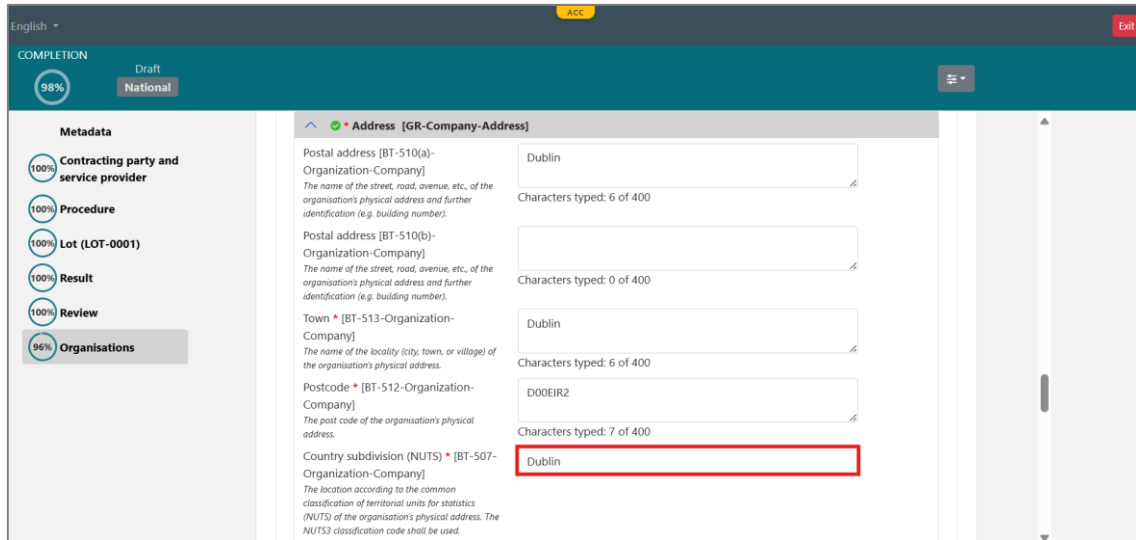 ACC
English
Exit
COMPLETION
98%
Draft
National
Metadata
100% Contracting party and
service provider
100% Procedure
100% Lot (LOT-0001)
100% Result
100% Review
96% Organisations
* Address [GR-Company-Address]
Postal address [BT-510(a)-
Organization-Company]
The name of the street, road, avenue, etc., of the
organisation's physical address and further
identification (e.g. building number).
Dublin
Characters typed: 6 of 400
Postal address [BT-510(b)-
Organization-Company]
The name of the street, road, avenue, etc., of the
organisation's physical address and further
identification (e.g. building number).
Characters typed: 0 of 400
Town * [BT-513-Organization-
Company]
The name of the locality (city, town, or village) of
the organisation's physical address.
Dublin
Characters typed: 6 of 400
Postcode * [BT-512-Organization-
Company]
The post code of the organisation's physical
address.
D00EIR2
Characters typed: 7 of 400
Country subdivision (NUTS) * [BT-507-
Organization-Company]
The location according to the common
classification of territorial units for statistics
(NUTS) of the organisation's physical address. The
NUTS3 classification code shall be used.
Dublin